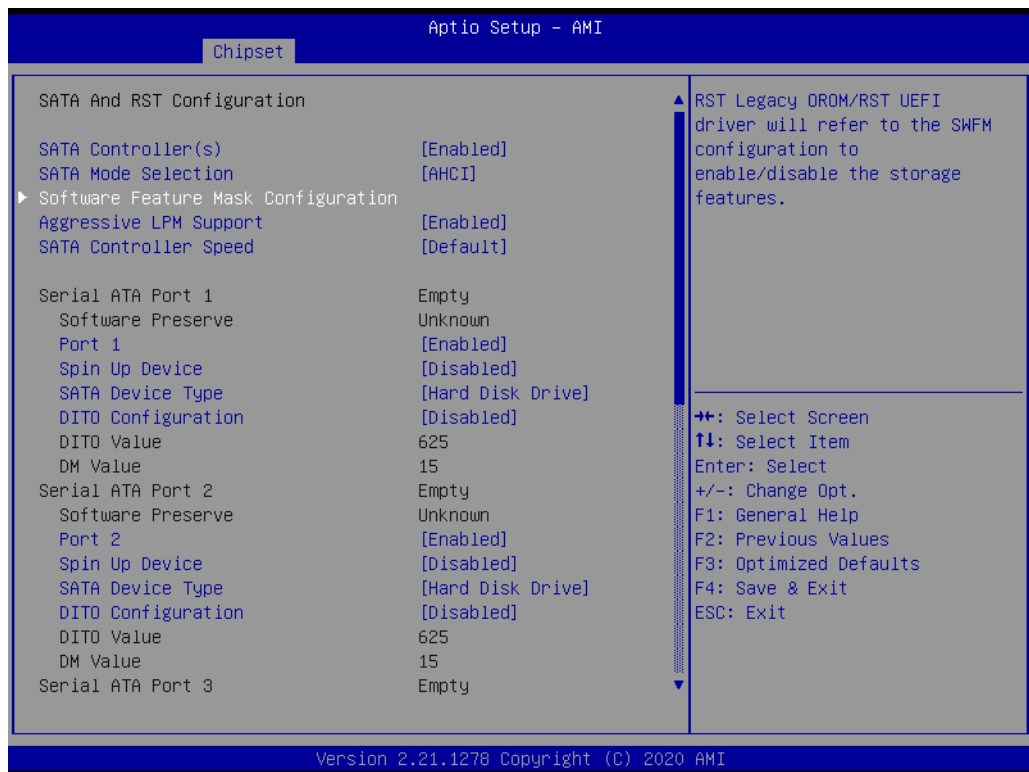 Aptio Setup – AMI
Chipset
SATA And RST Configuration
SATA Controller(s) [Enabled]
SATA Mode Selection [AHCI]
Software Feature Mask Configuration
Aggressive LPM Support [Enabled]
SATA Controller Speed [Default]
Serial ATA Port 1 Empty
Software Preserve Unknown
Port 1 [Enabled]
Spin Up Device [Disabled]
SATA Device Type [Hard Disk Drive]
DITO Configuration [Disabled]
DITO Value 625
DM Value 15
Serial ATA Port 2 Empty
Software Preserve Unknown
Port 2 [Enabled]
Spin Up Device [Disabled]
SATA Device Type [Hard Disk Drive]
DITO Configuration [Disabled]
DITO Value 625
DM Value 15
Serial ATA Port 3 Empty
RST Legacy OROM/RST UEFI
driver will refer to the SWFM
configuration to
enable/disable the storage
features.
→←: Select Screen
↑↓: Select Item
Enter: Select
+/-: Change Opt.
F1: General Help
F2: Previous Values
F3: Optimized Defaults
F4: Save & Exit
ESC: Exit
Version 2.21.1278 Copyright (C) 2020 AMI